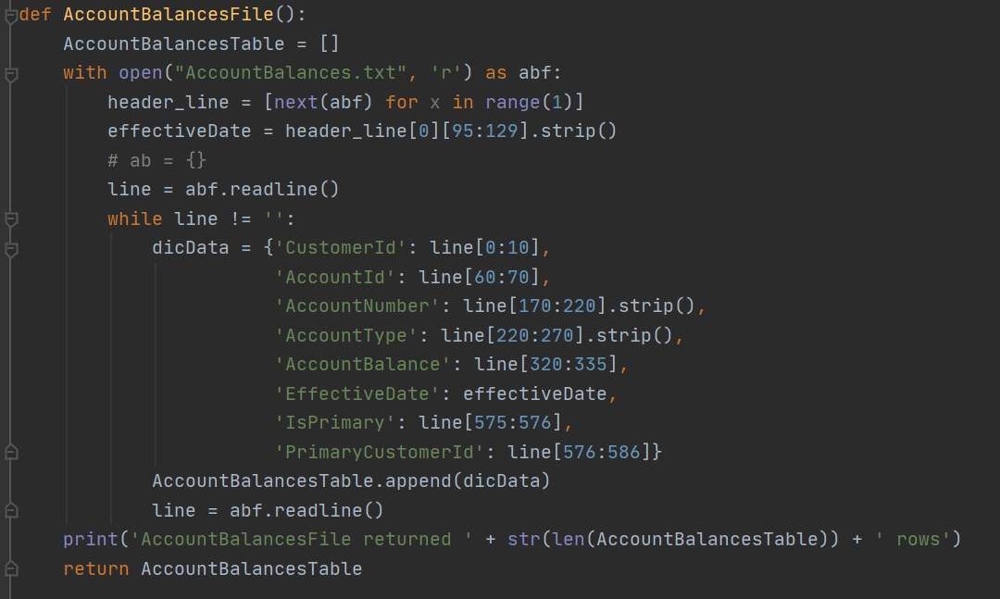 def AccountBalancesFile():
    AccountBalancesTable = []
    with open("AccountBalances.txt", 'r') as abf:
        header_line = [next(abf) for x in range(1)]
        effectiveDate = header_line[0][95:129].strip()
        # ab = {}
        line = abf.readline()
        while line != '':
            dicData = {'CustomerId': line[0:10],
                       'AccountId': line[60:70],
                       'AccountNumber': line[170:220].strip(),
                       'AccountType': line[220:270].strip(),
                       'AccountBalance': line[320:335],
                       'EffectiveDate': effectiveDate,
                       'IsPrimary': line[575:576],
                       'PrimaryCustomerId': line[576:586]}
            AccountBalancesTable.append(dicData)
            line = abf.readline()
    print('AccountBalancesFile returned ' + str(len(AccountBalancesTable)) + ' rows')
    return AccountBalancesTable